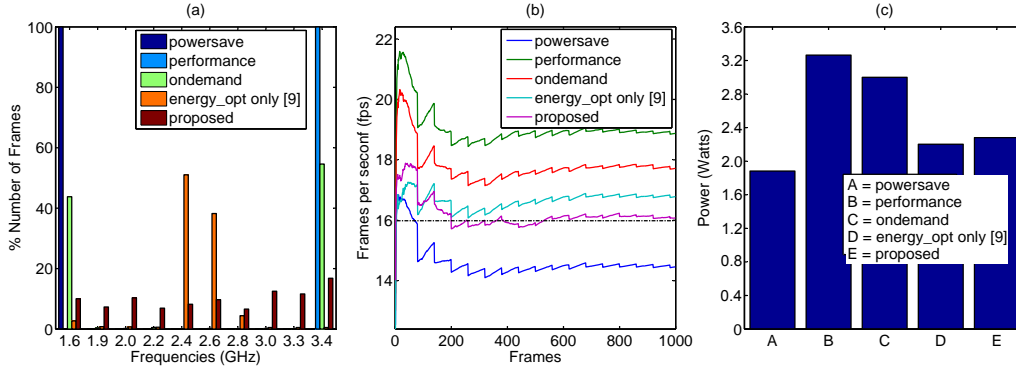 (a)
% Number of Frames
100
80
60
40
20
0
powersave
performance
ondemand
energy_opt only [9]
proposed
1.6 1.9 2.0 2.2 2.4 2.6 2.8 3.0 3.3 3.4
Frequencies (GHz)
(b)
Frames per seconf (fps)
22
20
18
16
14
powersave
performance
ondemand
energy_opt only [9]
proposed
0 200 400 600 800 1000
Frames
(c)
Power (Watts)
3.6
3.2
2.8
2.4
2.0
1.6
1.2
0.8
0.4
0
A = powersave
B = performance
C = ondemand
D = energy_opt only [9]
E = proposed
A B C D E